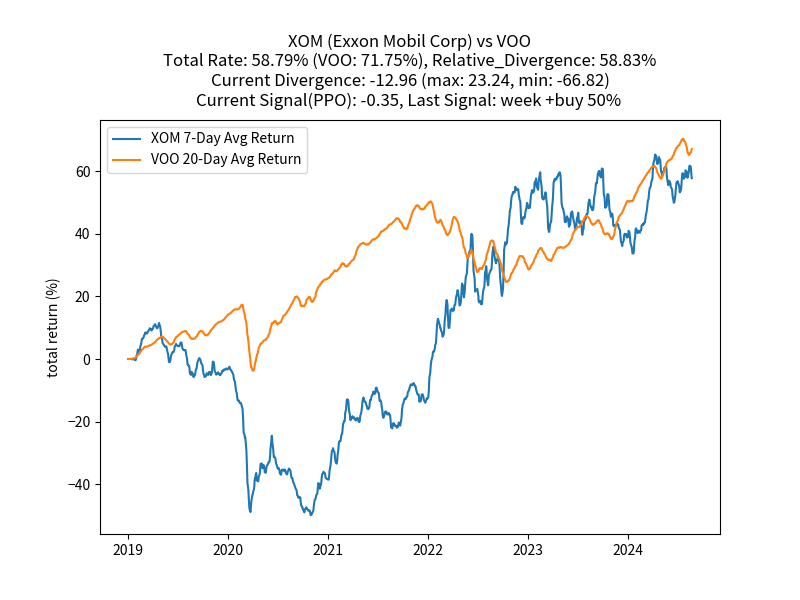 XOM (Exxon Mobil Corp) vs VOO
Total Rate: 58.79% (VOO: 71.75%), Relative_Divergence: 58.83%
Current Divergence: -12.96 (max: 23.24, min: -66.82)
Current Signal(PPO): -0.35, Last Signal: week +buy 50%
XOM 7-Day Avg Return
VOO 20-Day Avg Return
total return (%)
60
40
20
0
−20
−40
2019 2020 2021 2022 2023 2024